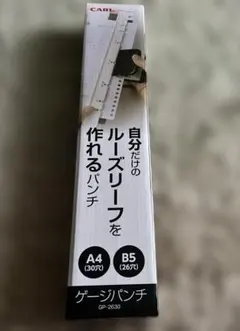 CARL
自分だけの
ルーズリーフを
作れるパンチ
A4
(30穴)
B5
(26穴)
ゲージパンチ
GP-2630